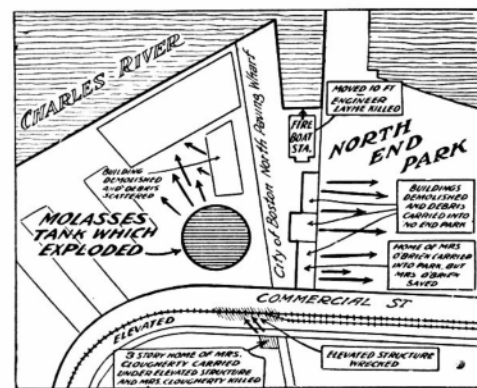 CHARLES RIVER
City of Boston North Paving Wharf
MOVED 10 FT
ENGINEER
LAYHE KILLED
FIRE
BOAT
STA.
NORTH
END
PARK
BUILDING
DEMOLISHED
AND DEBRIS
SCATTERED
MOLASSES
TANK WHICH
EXPLODED
BUILDINGS
DEMOLISHED
AND DEBRIS
CARRIED INTO
NO. END PARK
HOME OF MRS
O'BRIEN CARRIED
INTO PARK, BUT
MRS O'BRIEN
SAVED
COMMERCIAL ST
ELEVATED
3 STORY HOME OF MRS.
CLOUGHERTY CARRIED
UNDER ELEVATED STRUCTURE
AND MRS. CLOUGHERTY KILLED
ELEVATED STRUCTURE
WRECKED